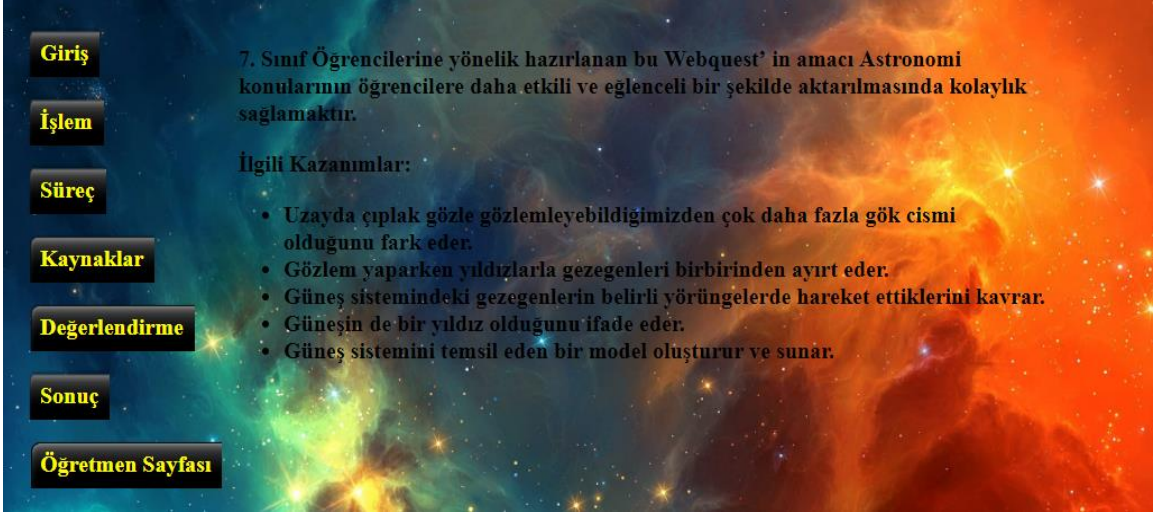 Giriş
İşlem
Süreç
Kaynaklar
Değerlendirme
Sonuç
Öğretmen Sayfası
7. Sınıf Öğrencilerine yönelik hazırlanan bu Webquest’ in amacı Astronomi
konularının öğrencilere daha etkili ve eğlenceli bir şekilde aktarılmasında kolaylık
sağlamaktır.
İlgili Kazanımlar:
• Uzayda çıplak gözle gözlemleyebildiğimizden çok daha fazla gök cismi
olduğunu fark eder.
• Gözlem yaparken yıldızlarla gezegenleri birbirinden ayırt eder.
• Güneş sistemindeki gezegenlerin belirli yörüngelerde hareket ettiklerini kavrar.
• Güneşin de bir yıldız olduğunu ifade eder.
• Güneş sistemini temsil eden bir model oluşturur ve sunar.